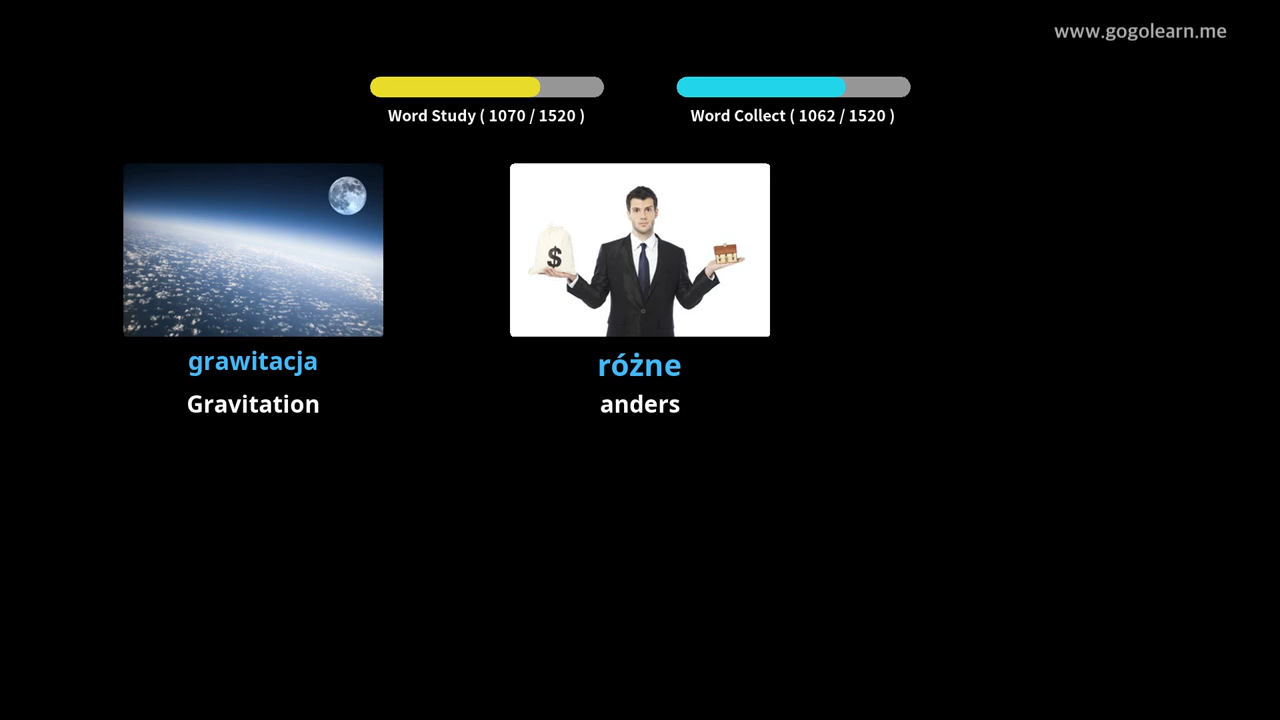 www.gogolearn.me
Word Study ( 1070 / 1520 )
Word Collect ( 1062 / 1520 )
$
grawitacja
Gravitation
różne
anders